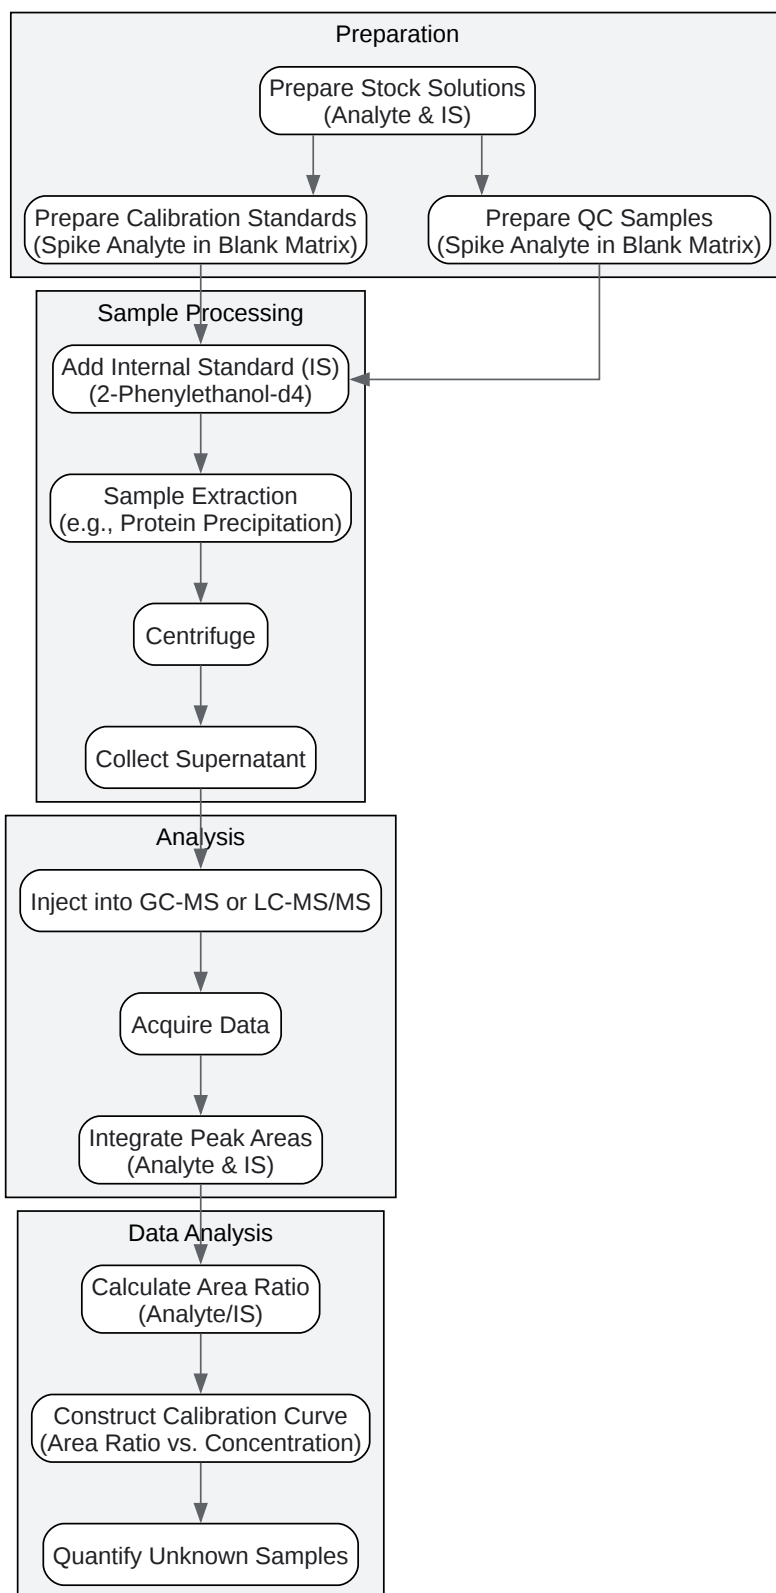 Preparation
Prepare Stock Solutions
(Analyte & IS)
Prepare Calibration Standards
(Spike Analyte in Blank Matrix)
Prepare QC Samples
(Spike Analyte in Blank Matrix)
Sample Processing
Add Internal Standard (IS)
(2-Phenylethanol-d4)
Sample Extraction
(e.g., Protein Precipitation)
Centrifuge
Collect Supernatant
Analysis
Inject into GC-MS or LC-MS/MS
Acquire Data
Integrate Peak Areas
(Analyte & IS)
Data Analysis
Calculate Area Ratio
(Analyte/IS)
Construct Calibration Curve
(Area Ratio vs. Concentration)
Quantify Unknown Samples